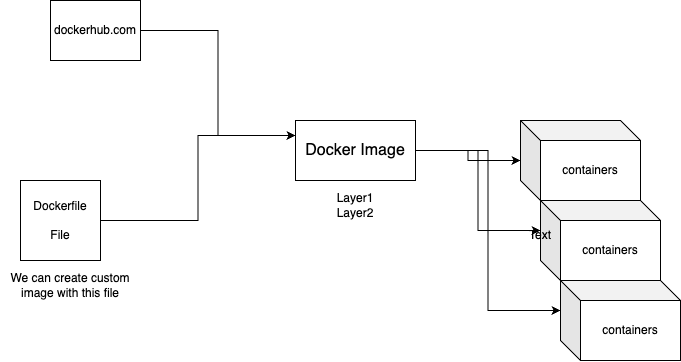 dockerhub.com
Docker Image
Layer1
Layer2
Dockerfile
File
We can create custom
image with this file
containers
Text
containers
containers